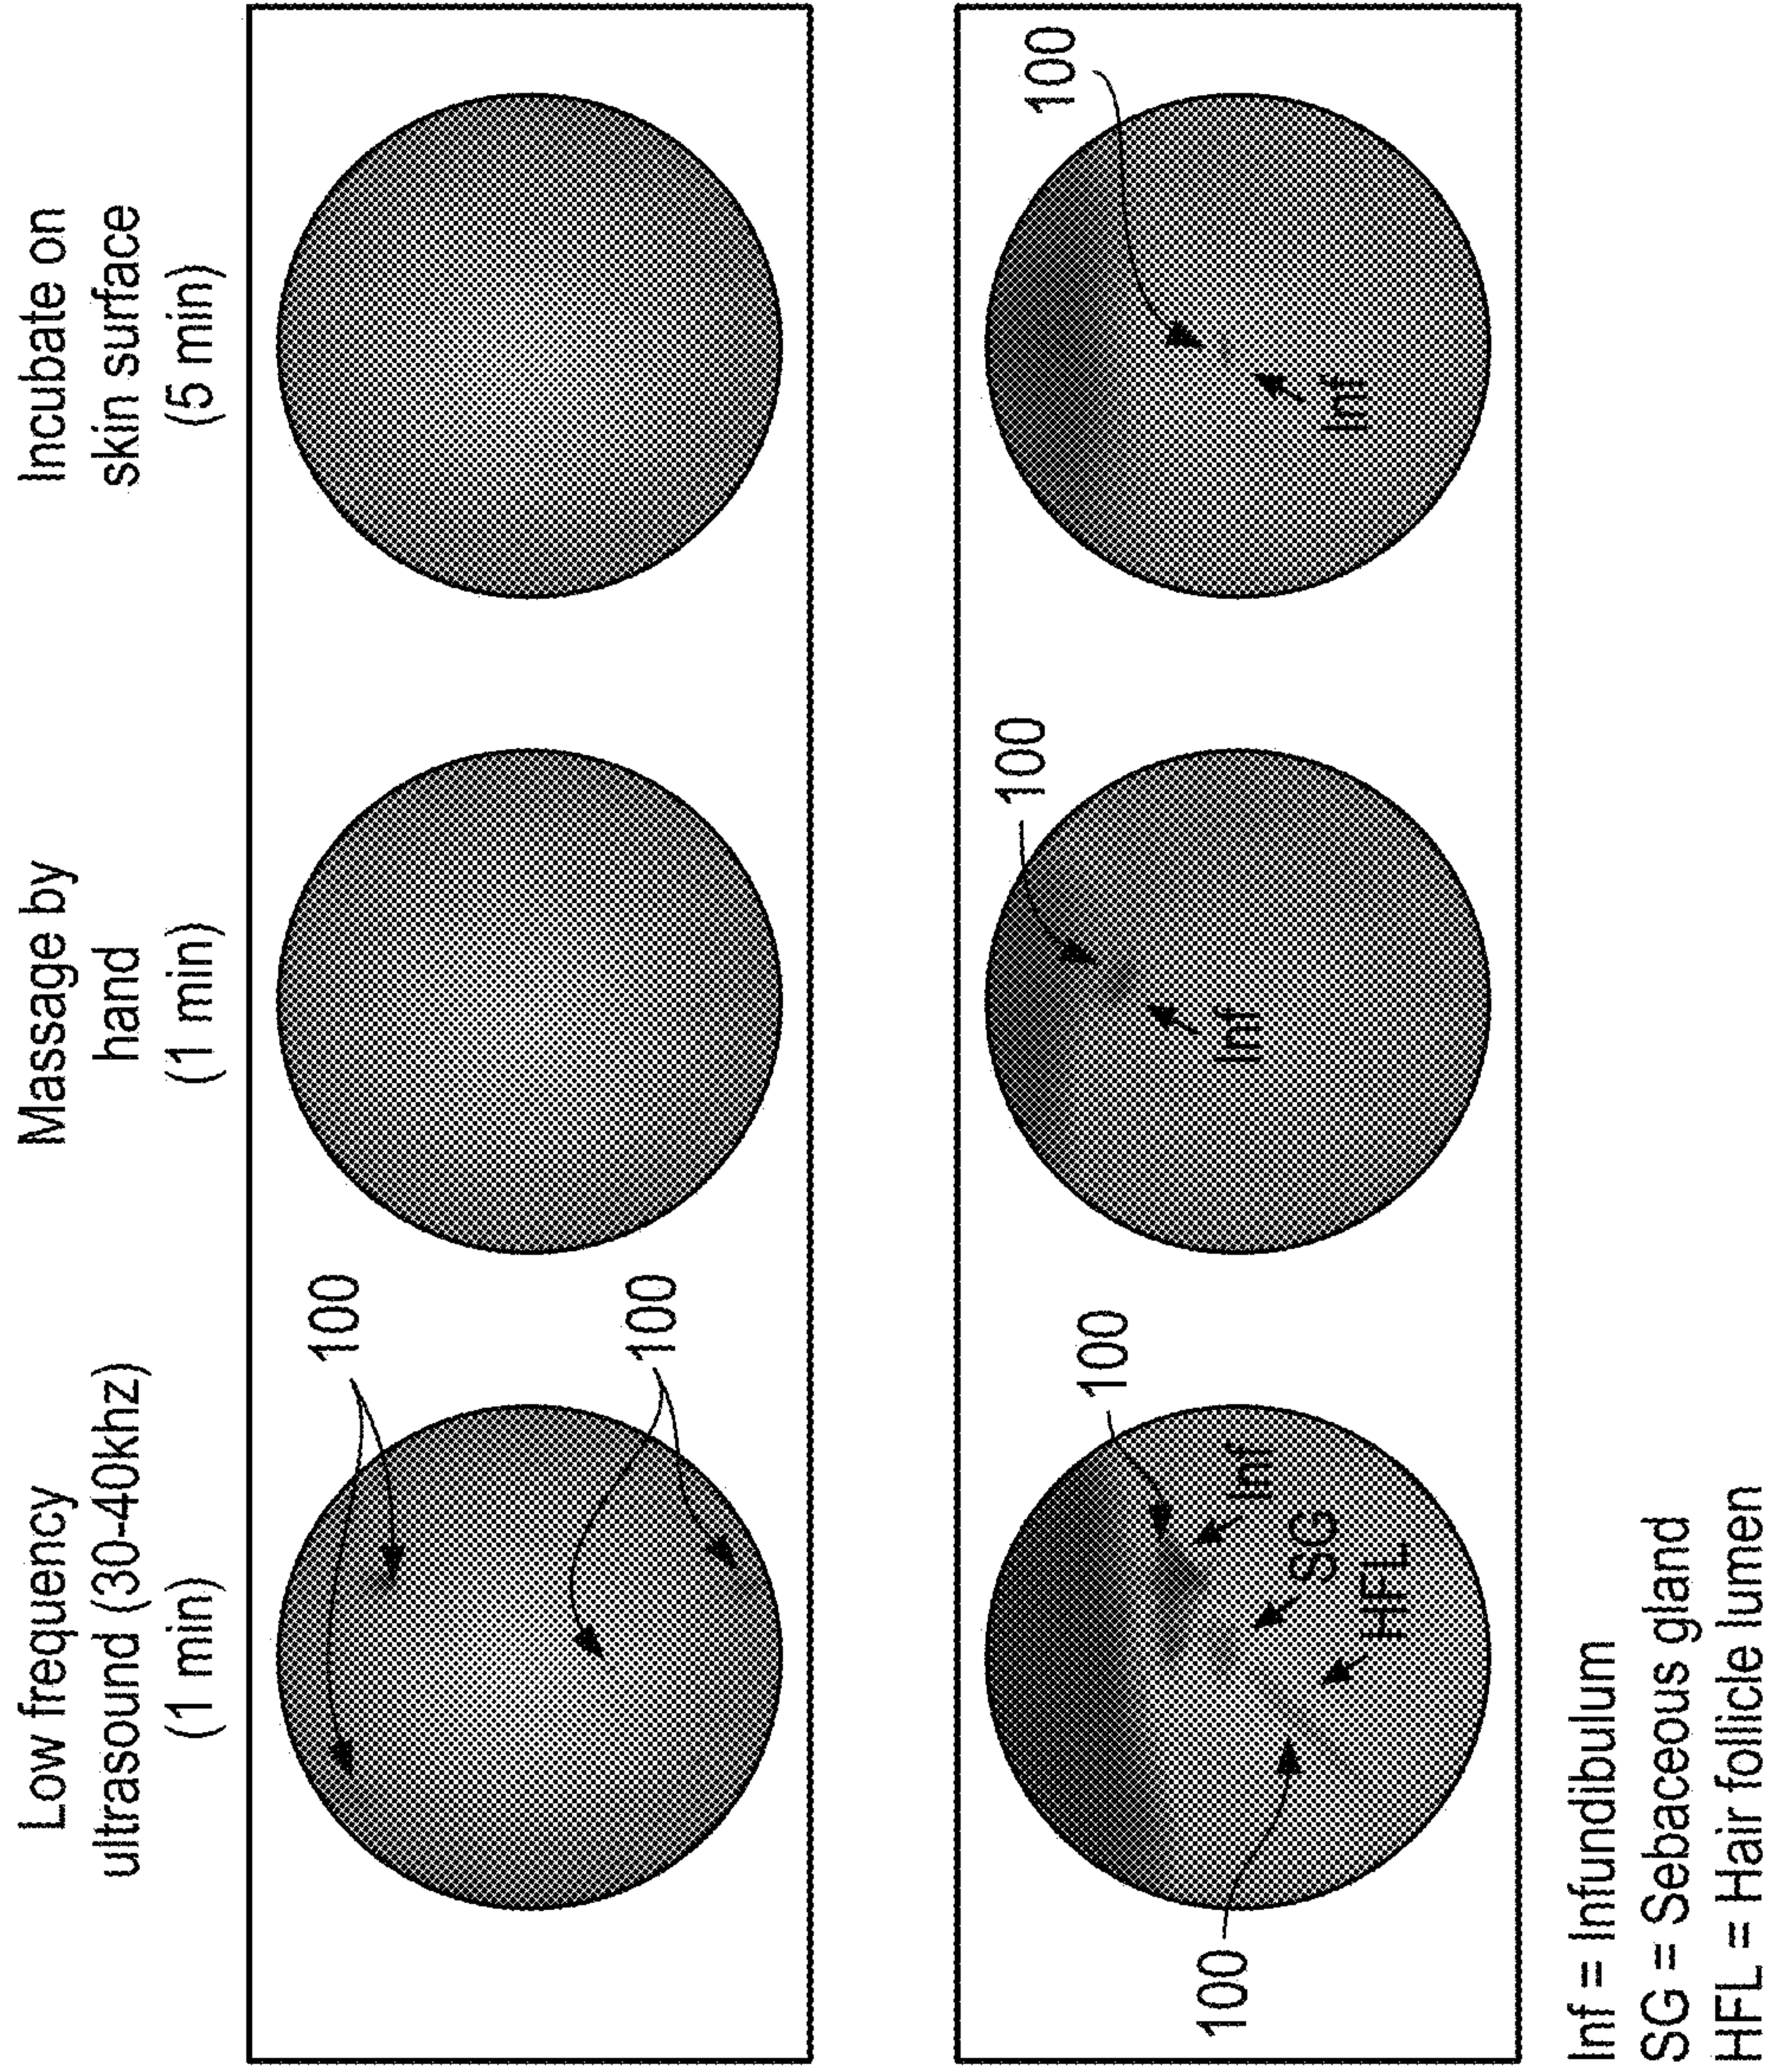 Low frequency
ultrasound (30-40khz)
(1 min)
Massage by
hand
(1 min)
Incubate on
skin surface
(5 min)
100
100
100
100
Inf
SG
HFL
100
Inf
100
Inf
Inf = Infundibulum
SG = Sebaceous gland
HFL = Hair follicle lumen